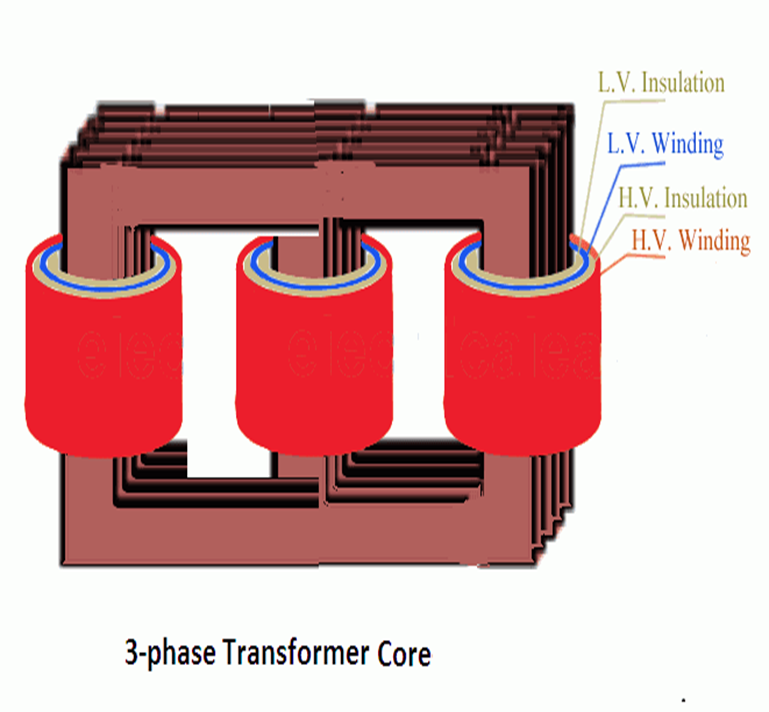 L.V. Insulation
L.V. Winding
H.V. Insulation
H.V. Winding
3-phase Transformer Core